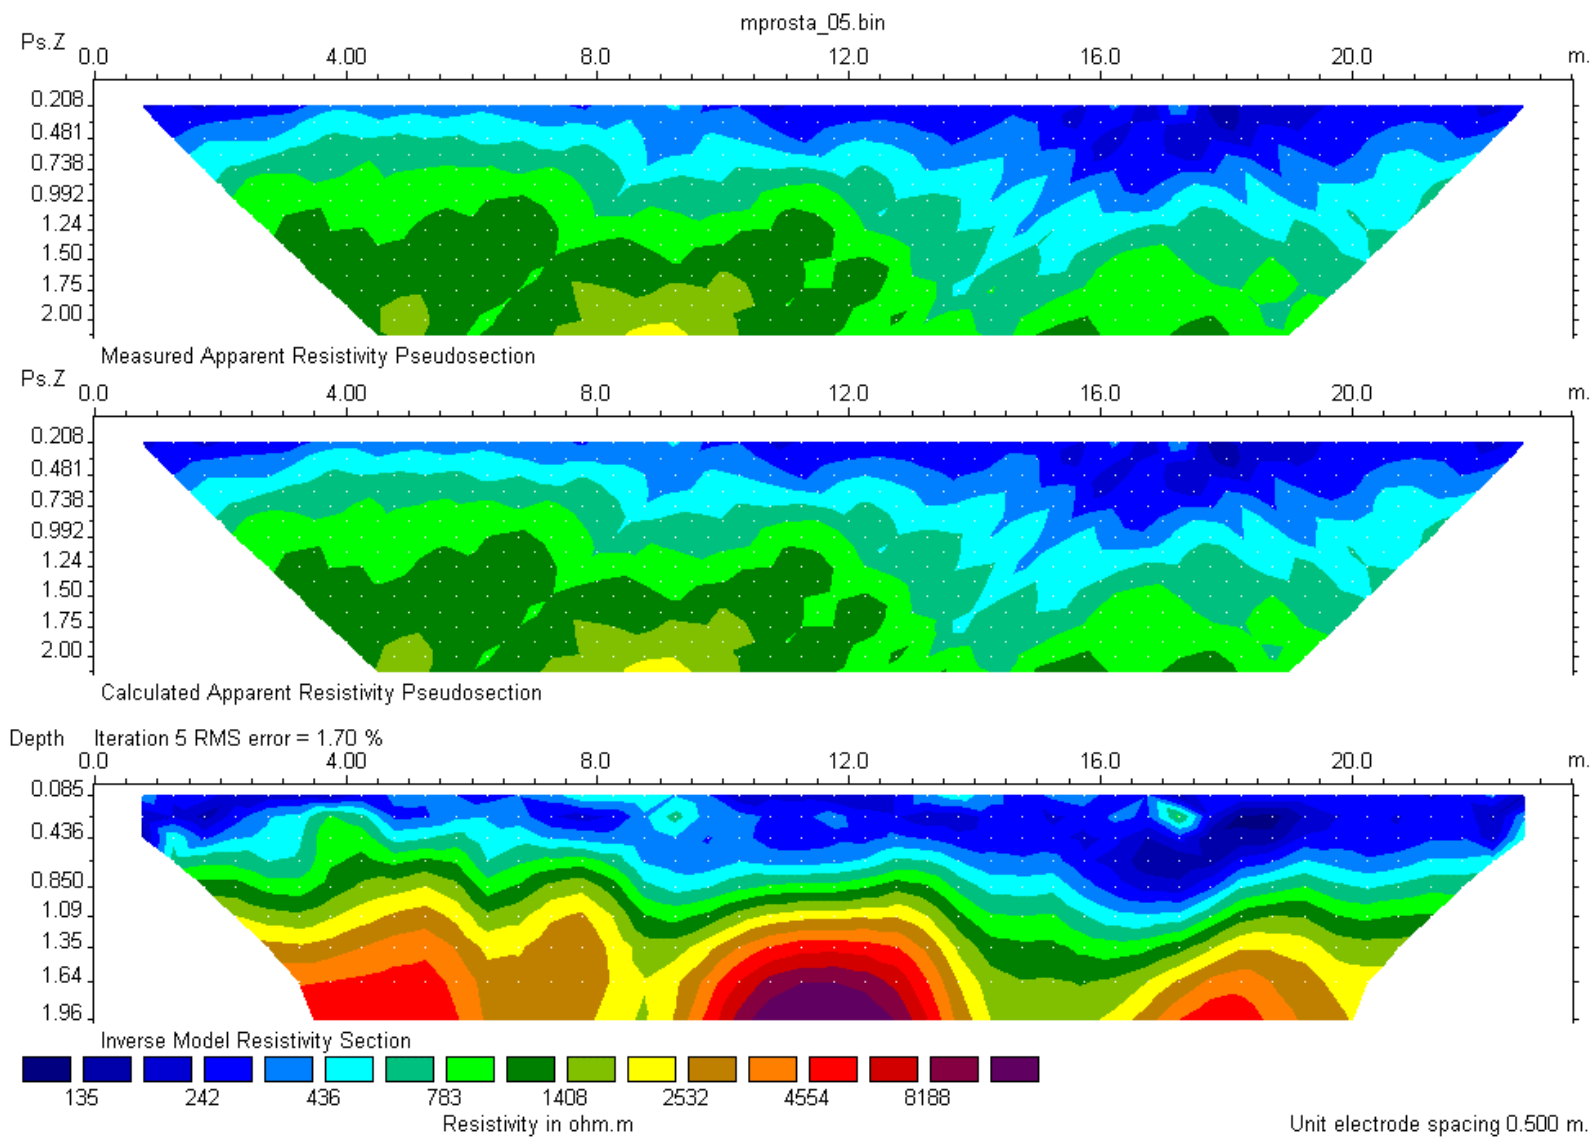 mprosta_05.bin
Ps.Z 0.0 4.00 8.0 12.0 16.0 20.0 m.
0.208
0.481
0.738
0.992
1.24
1.50
1.75
2.00
Measured Apparent Resistivity Pseudosection
Ps.Z 0.0 4.00 8.0 12.0 16.0 20.0 m.
0.208
0.481
0.738
0.992
1.24
1.50
1.75
2.00
Calculated Apparent Resistivity Pseudosection
Depth Iteration 5 RMS error = 1.70 %
0.0 4.00 8.0 12.0 16.0 20.0 m.
0.085
0.436
0.850
1.09
1.35
1.64
1.96
Inverse Model Resistivity Section
135 242 436 783 1408 2532 4554 8188
Resistivity in ohm.m Unit electrode spacing 0.500 m.